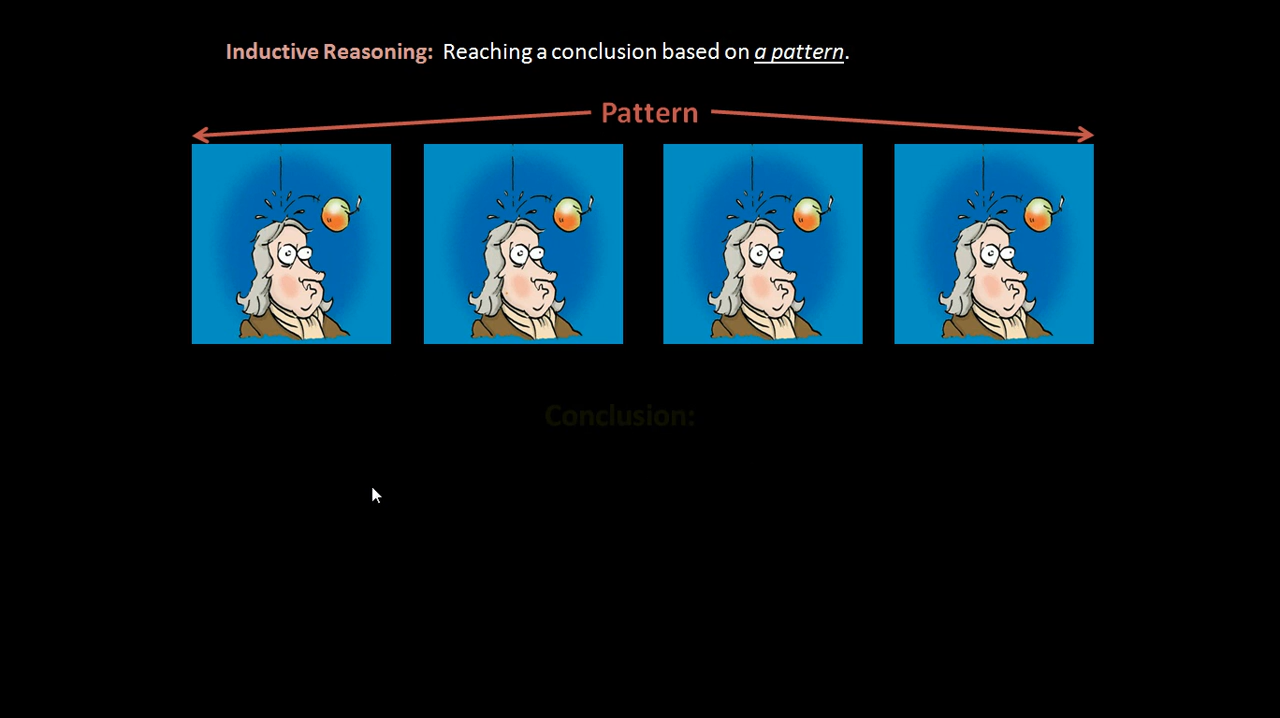 Inductive Reasoning: Reaching a conclusion based on a pattern.
Pattern
Conclusion: